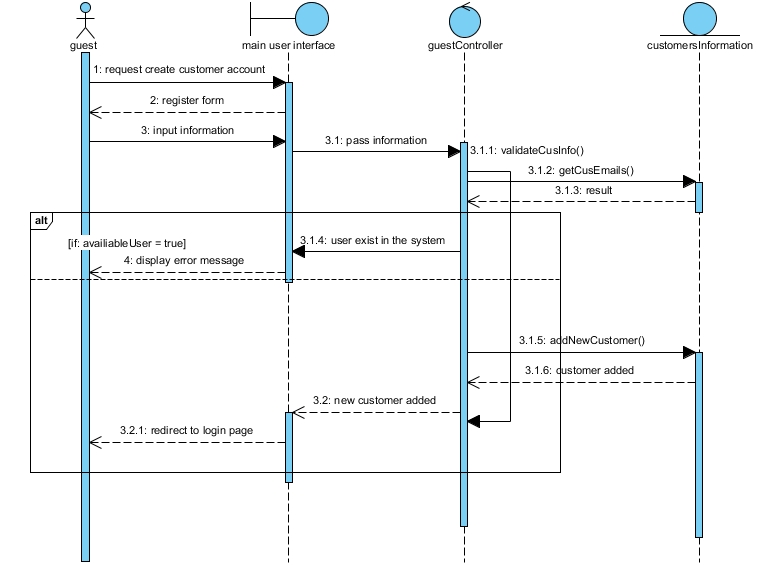 guest
main user interface
guestController
customersInformation
1: request create customer account
2: register form
3: input information
3.1: pass information
3.1.1: validateCusInfo()
3.1.2: getCusEmails()
3.1.3: result
alt
[if: availiableUser = true]
3.1.4: user exist in the system
4: display error message
3.1.5: addNewCustomer()
3.1.6: customer added
3.2: new customer added
3.2.1: redirect to login page